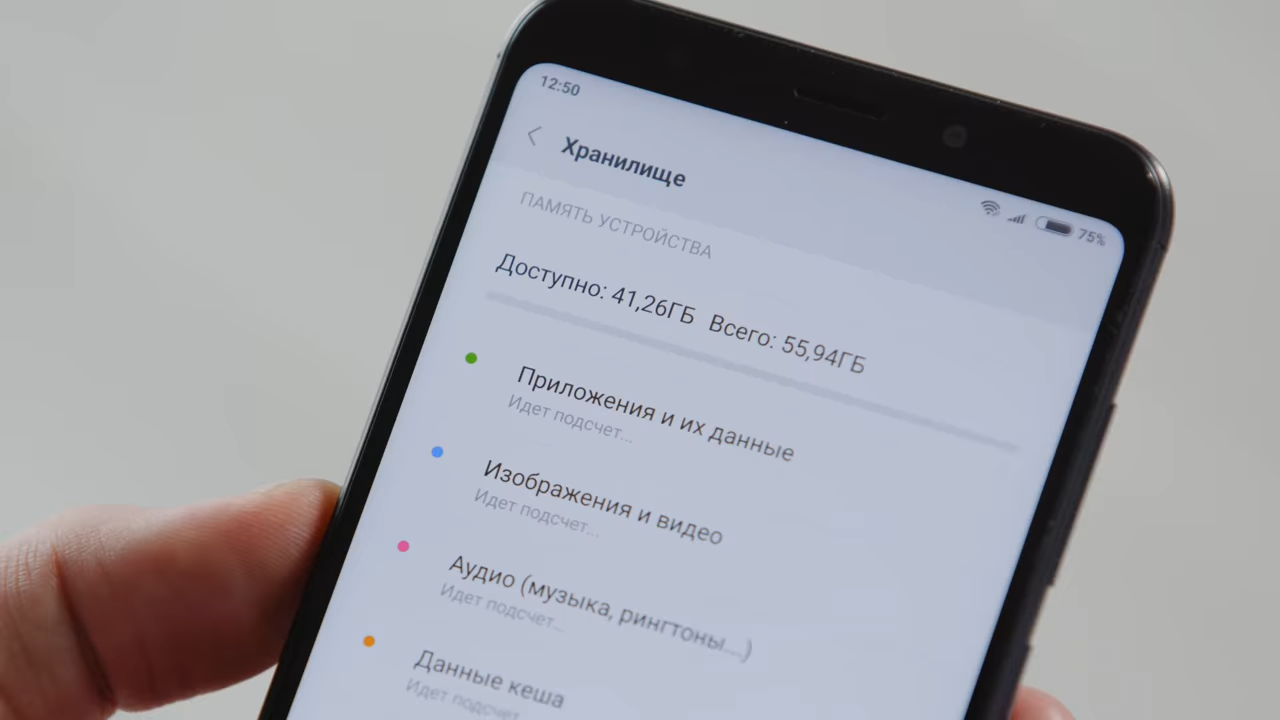 12:50
75%
Хранилище
ПАМЯТЬ УСТРОЙСТВА
Доступно: 41,26ГБ Всего: 55,94ГБ
Приложения и их данные
Идет подсчет...
Изображения и видео
Идет подсчет...
Аудио (музыка, рингтоны....)
Идет подсчет...
Данные кеша
Идет подсчет...